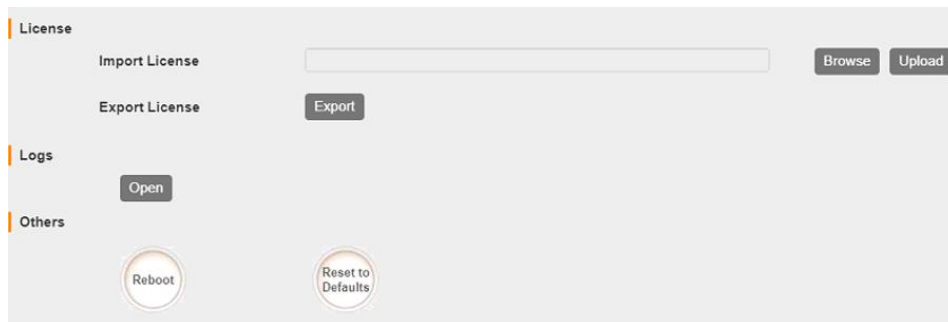 License
Import License Browse Upload
Export License Export
Logs
Open
Others
Reboot Reset to
Defaults